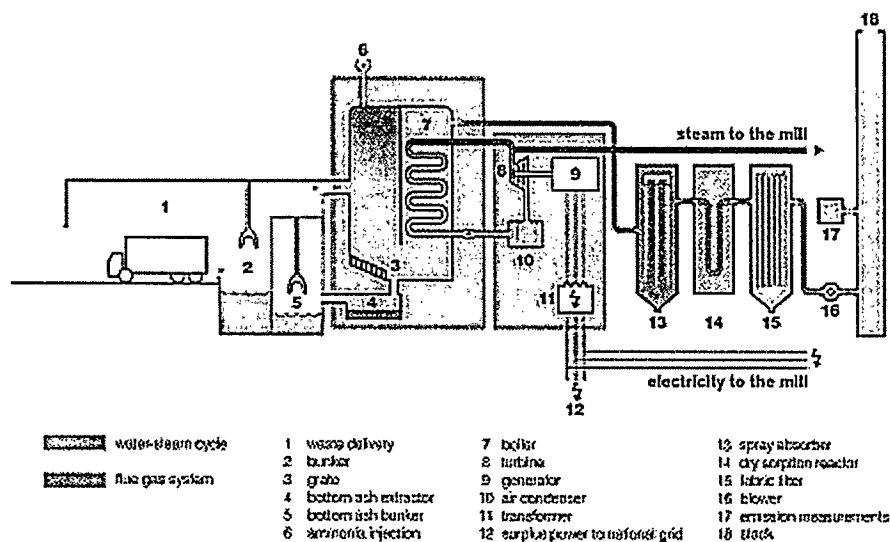 18
6
7
steam to the mill
8
9
1
17
2
3
10
5
4
11
16
13
14
15
electricity to the mill
12
water-steam cycle
flue gas system
1 waste delivery
2 bunker
3 grate
4 bottom ash extractor
5 bottom ash bunker
6 ammonia injection
7 boiler
8 turbine
9 generator
10 air condenser
11 transformer
12 surplus power to national grid
13 spray absorber
14 dry sorption reactor
15 fabric filter
16 blower
17 emission measurements
18 stack